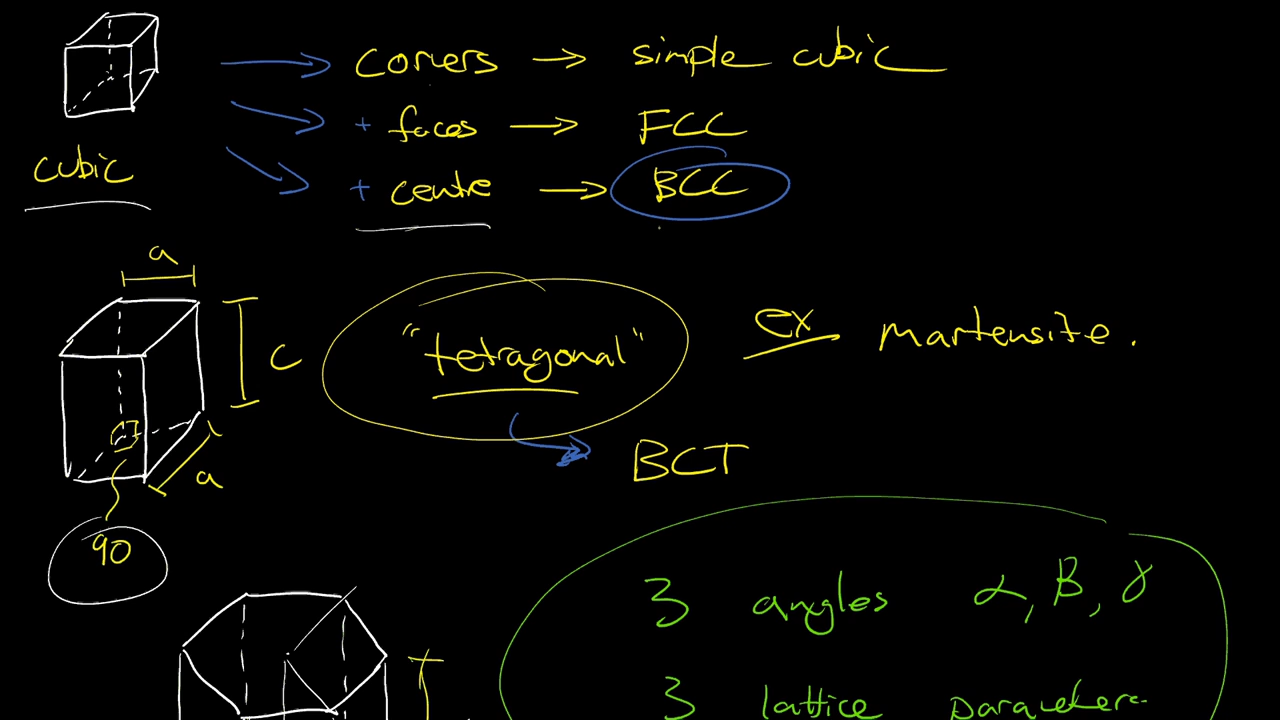 corners → simple cubic
+ faces → FCC
cubic
+ centre → BCC
a
c
"tetragonal"
ex martensite.
a
BCT
90
3 angles α, β, γ
3 lattice parameters